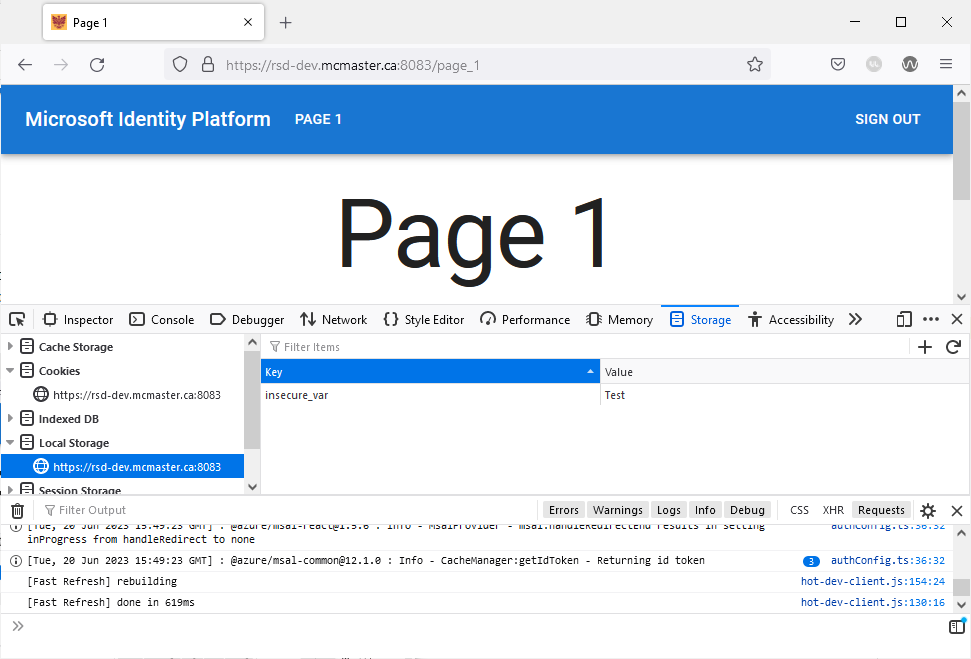 Page 1
https://rsd-dev.mcmaster.ca:8083/page_1
Microsoft Identity Platform PAGE 1 SIGN OUT
Page 1
Inspector Console Debugger Network Style Editor Performance Memory Storage Accessibility
Cache Storage
Cookies
https://rsd-dev.mcmaster.ca:8083
Indexed DB
Local Storage
https://rsd-dev.mcmaster.ca:8083
Session Storage
Filter Items
Key Value
insecure_var Test
Filter Output Errors Warnings Logs Info Debug CSS XHR Requests
[Tue, 20 Jun 2023 15:49:23 GMT] : @azure/msal-react@1.5.6 : Info - MsalProvider - msal.handleRedirectEnd results in setting authConfig.ts:36:32
inProgress from handleRedirect to none
[Tue, 20 Jun 2023 15:49:23 GMT] : @azure/msal-common@12.1.0 : Info - CacheManager:getIdToken - Returning id token 3 authConfig.ts:36:32
[Fast Refresh] rebuilding hot-dev-client.js:154:24
[Fast Refresh] done in 619ms hot-dev-client.js:130:16